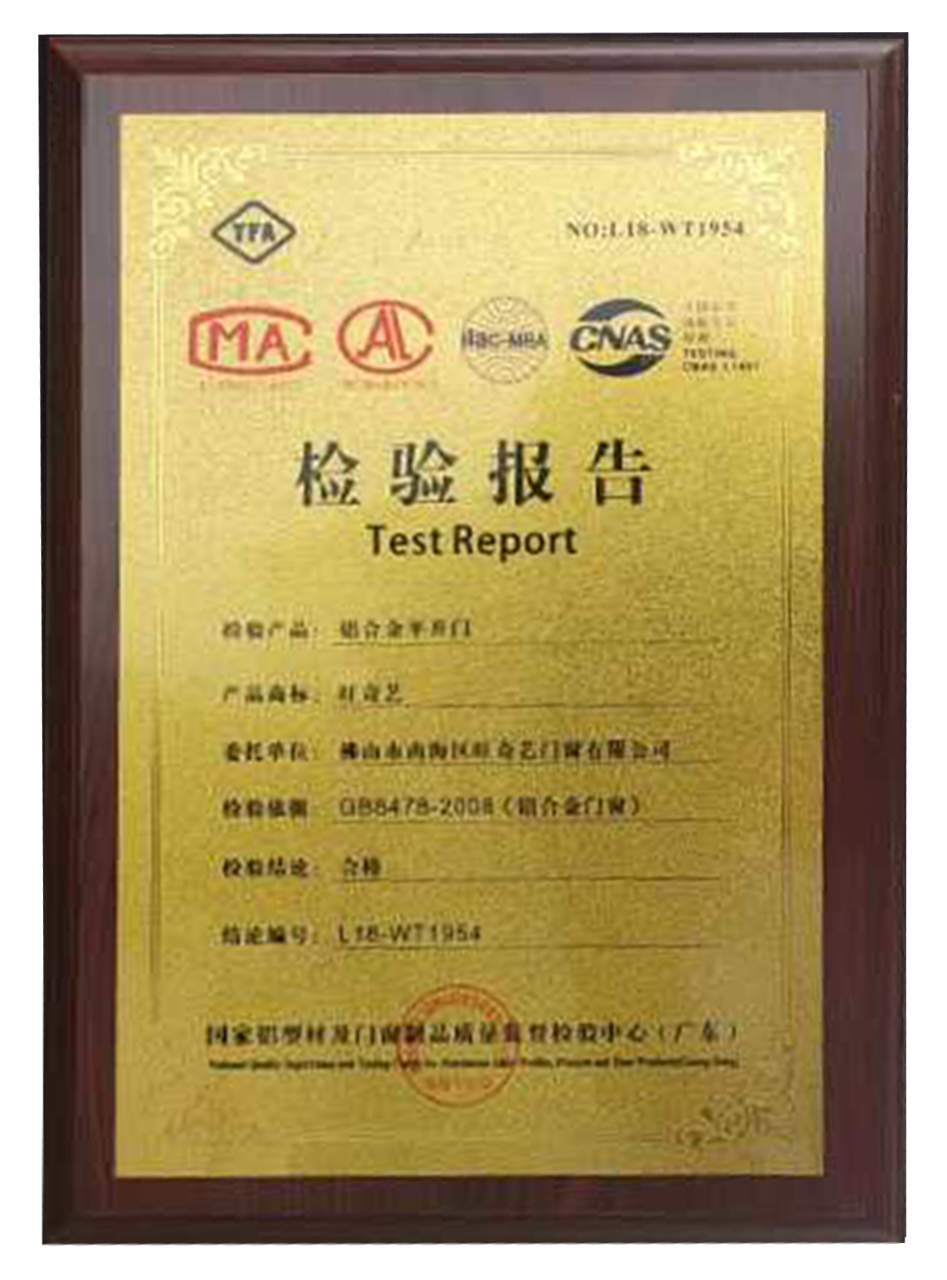 TFA
NO:L18-WT1954
MA
AL
CNAS
TESTING
检验报告
Test Report
检验产品: 铝合金平开门
产品商标: 旺奇艺
委托单位: 佛山市南海区旺奇艺门窗有限公司
检验依据: GB8478-2008(铝合金门窗)
检验结论: 合格
结论编号: L18-WT1954
国家铝型材及门窗制品质量监督检验中心(广东)